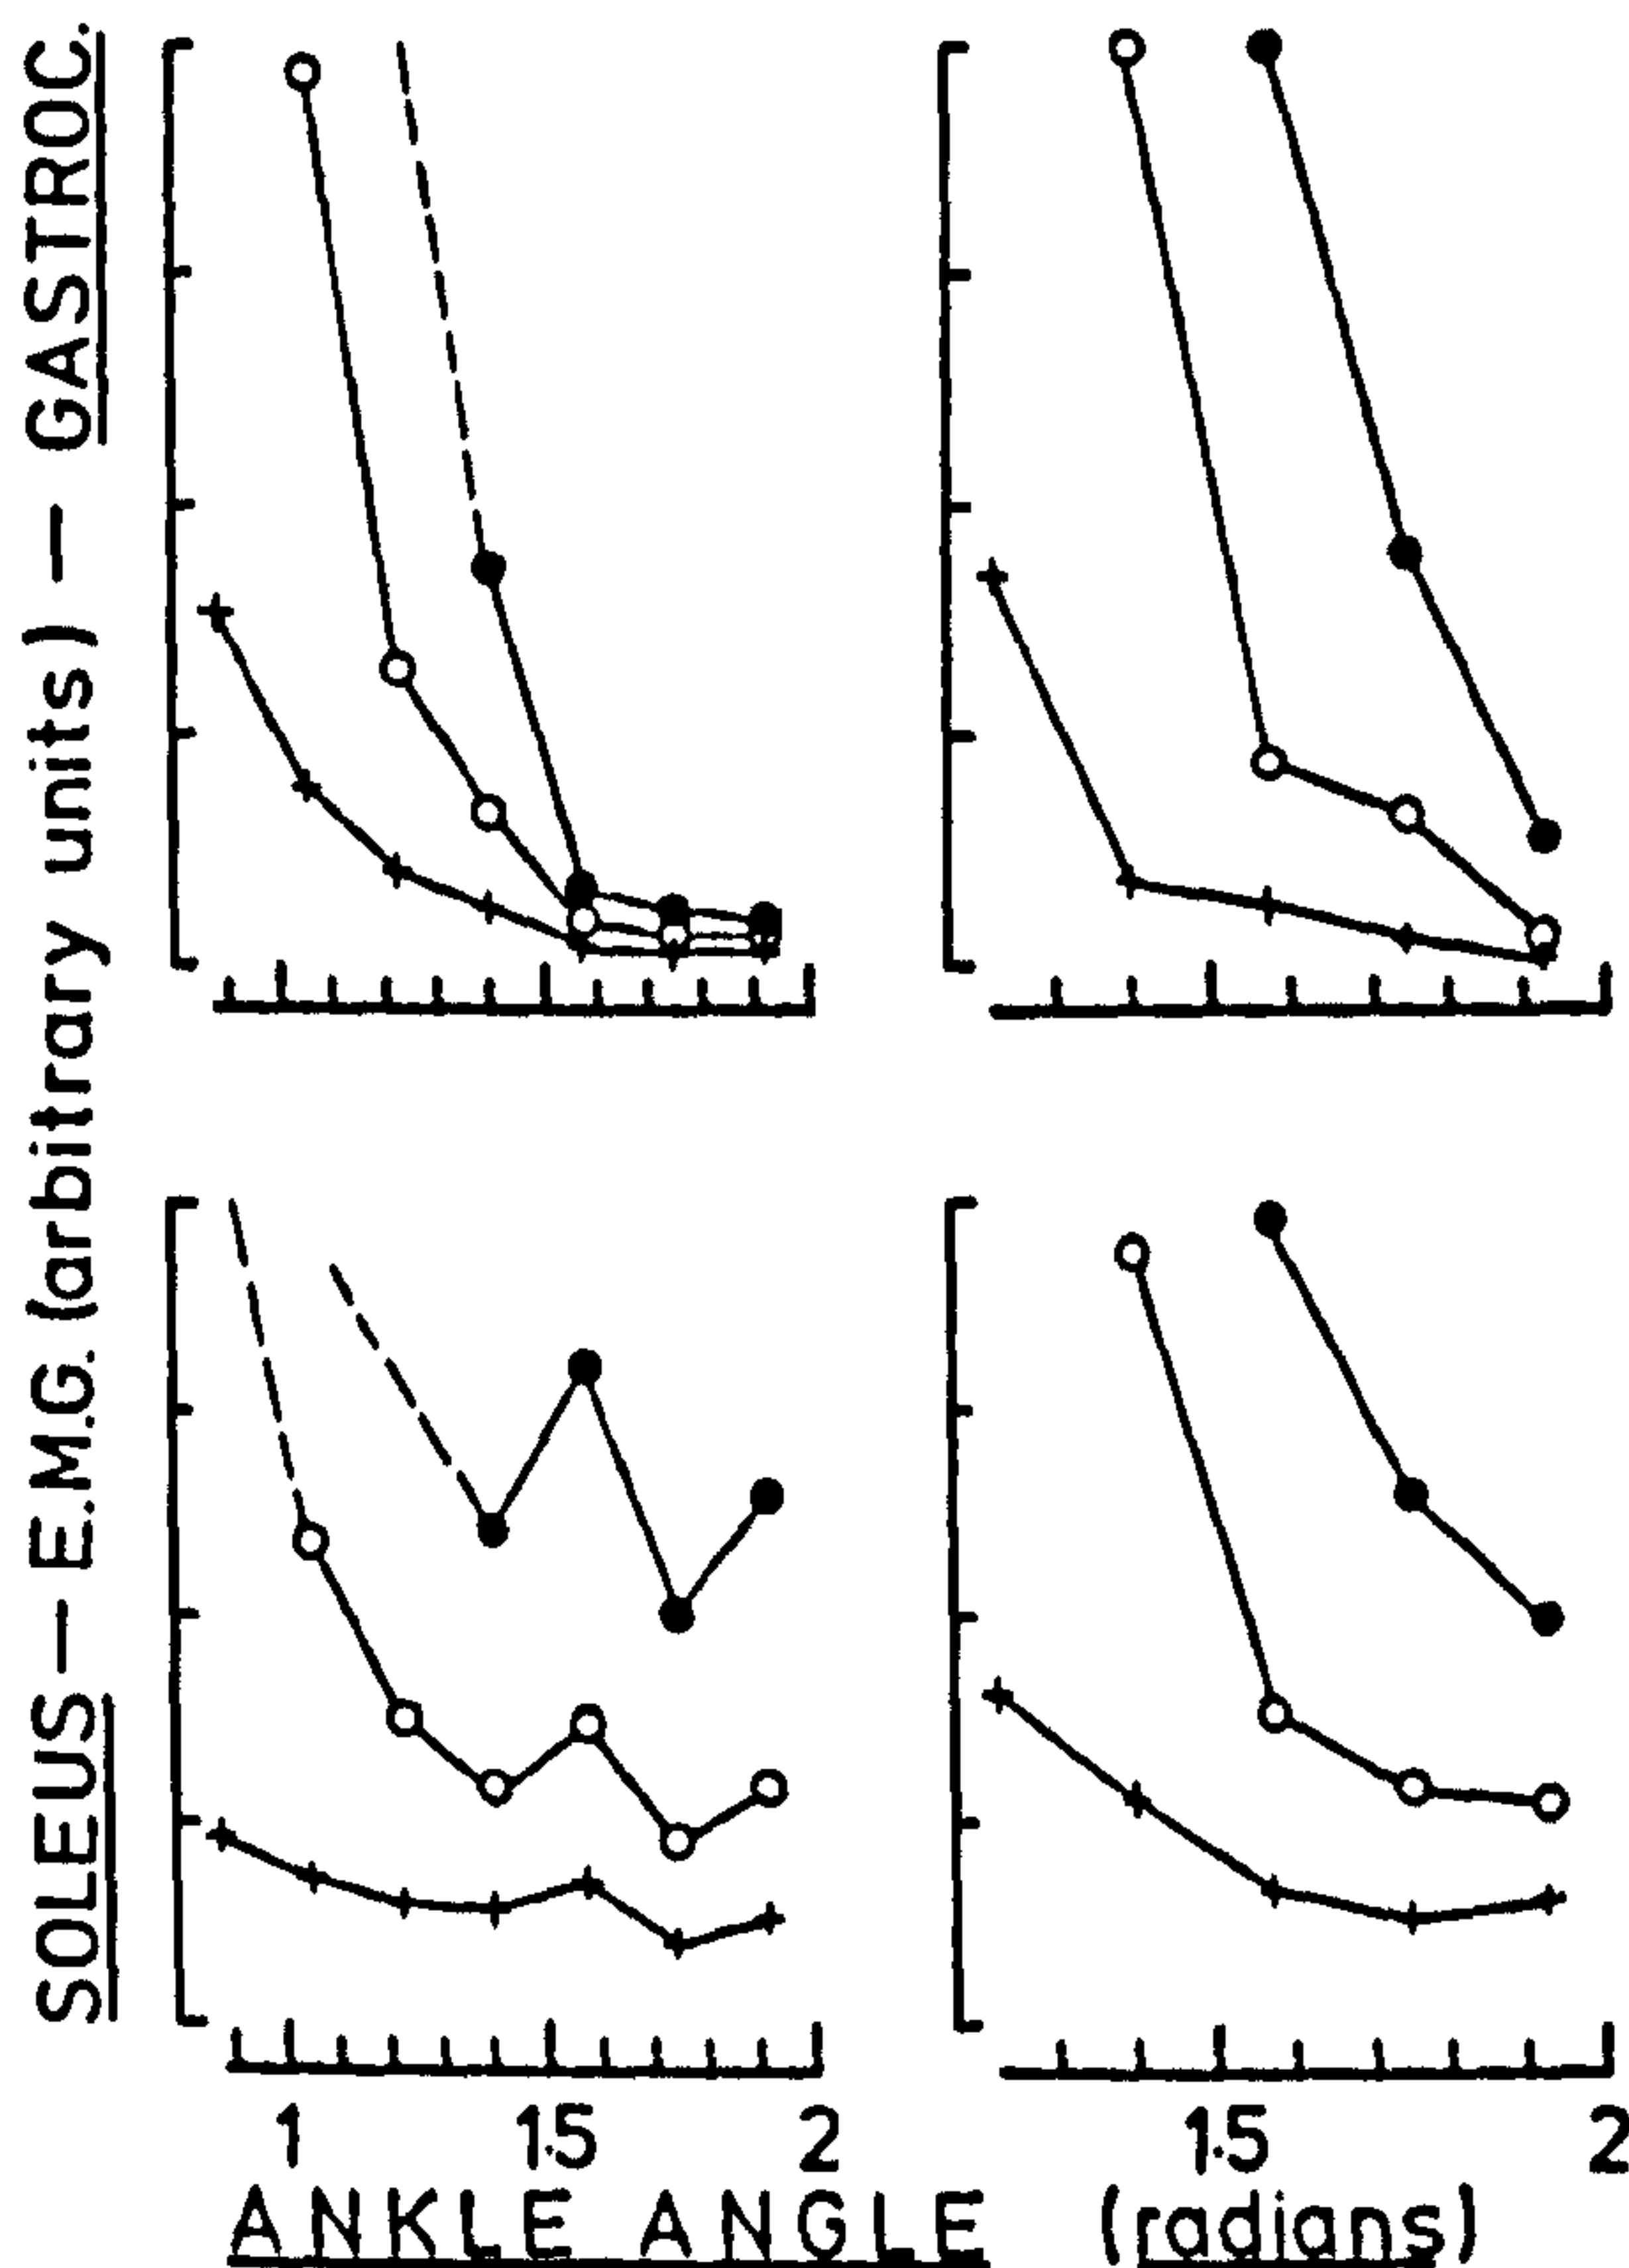 SOLEUS — E.M.G. (arbitrary units) — GASTROC.
1 1.5 2 1.5 2
ANKLE ANGLE (radians)